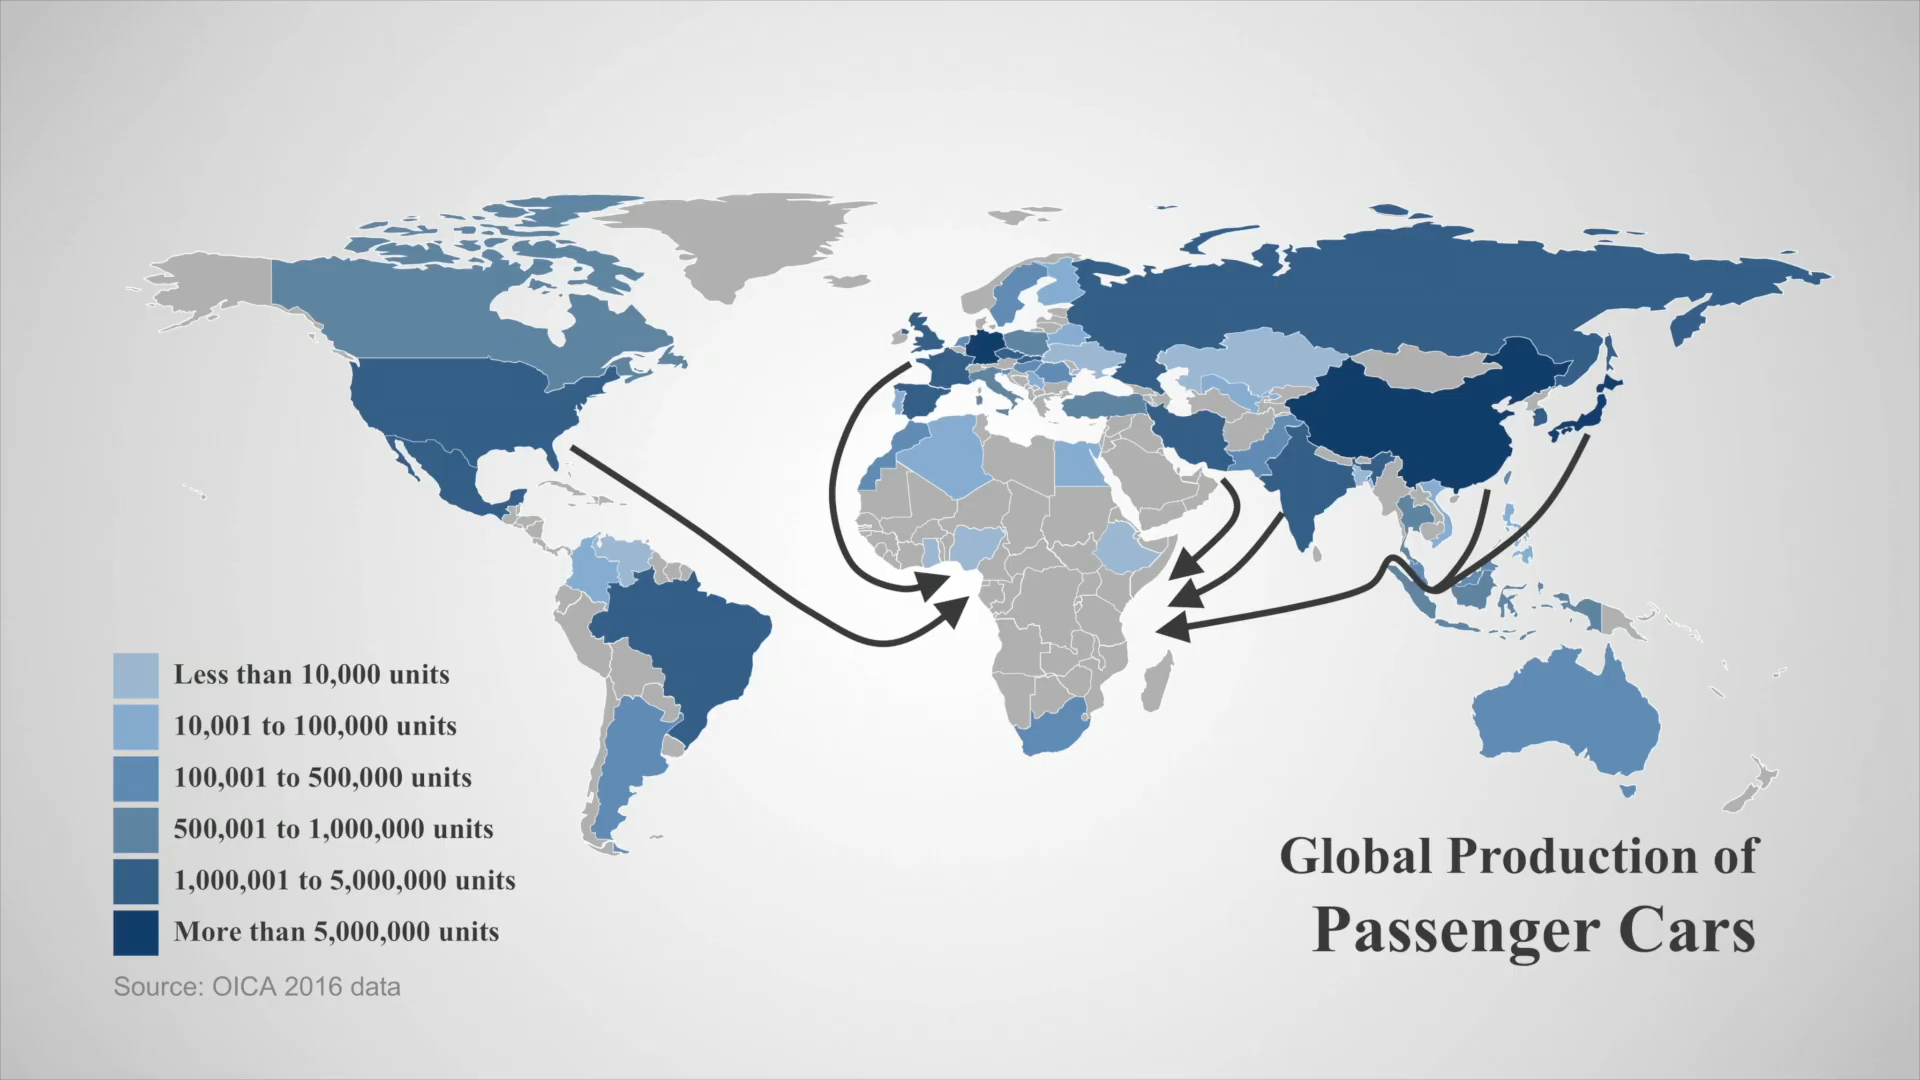 Less than 10,000 units
10,001 to 100,000 units
100,001 to 500,000 units
500,001 to 1,000,000 units
1,000,001 to 5,000,000 units
More than 5,000,000 units
Source: OICA 2016 data
Global Production of
Passenger Cars